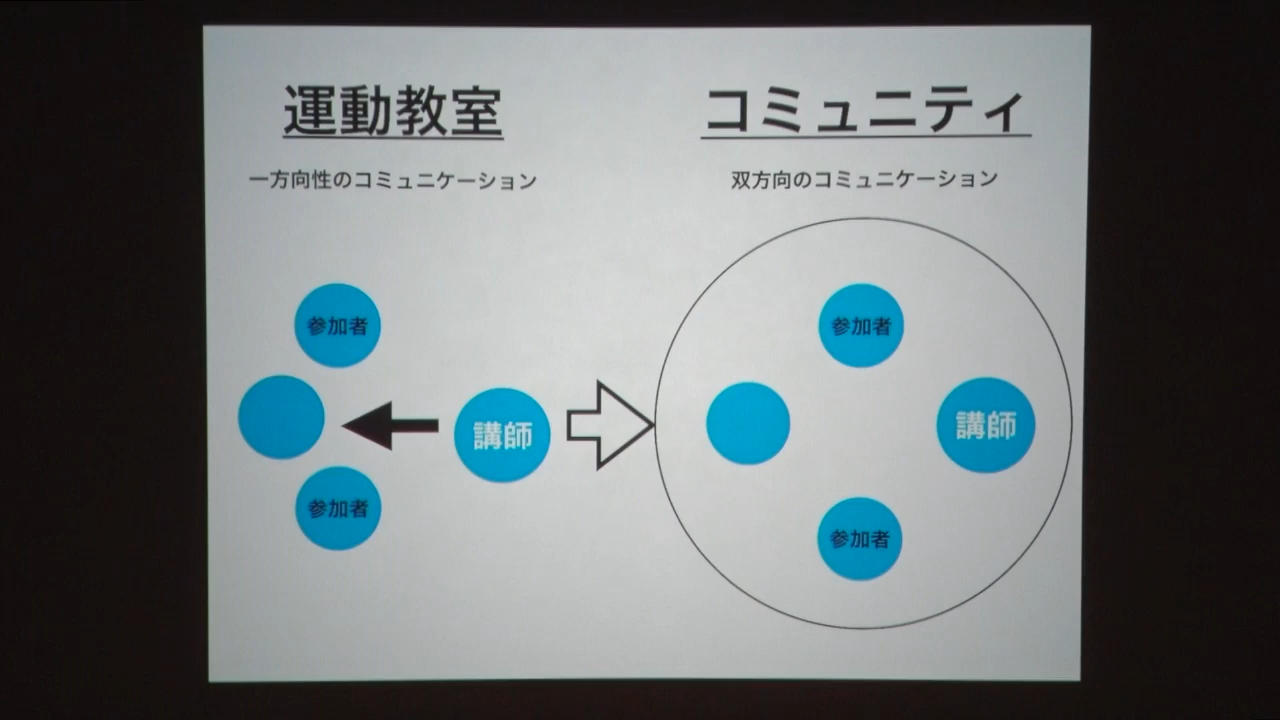 運動教室
一方向性のコミュニケーション
参加者
講師
参加者
コミュニティ
双方向のコミュニケーション
参加者
講師
参加者